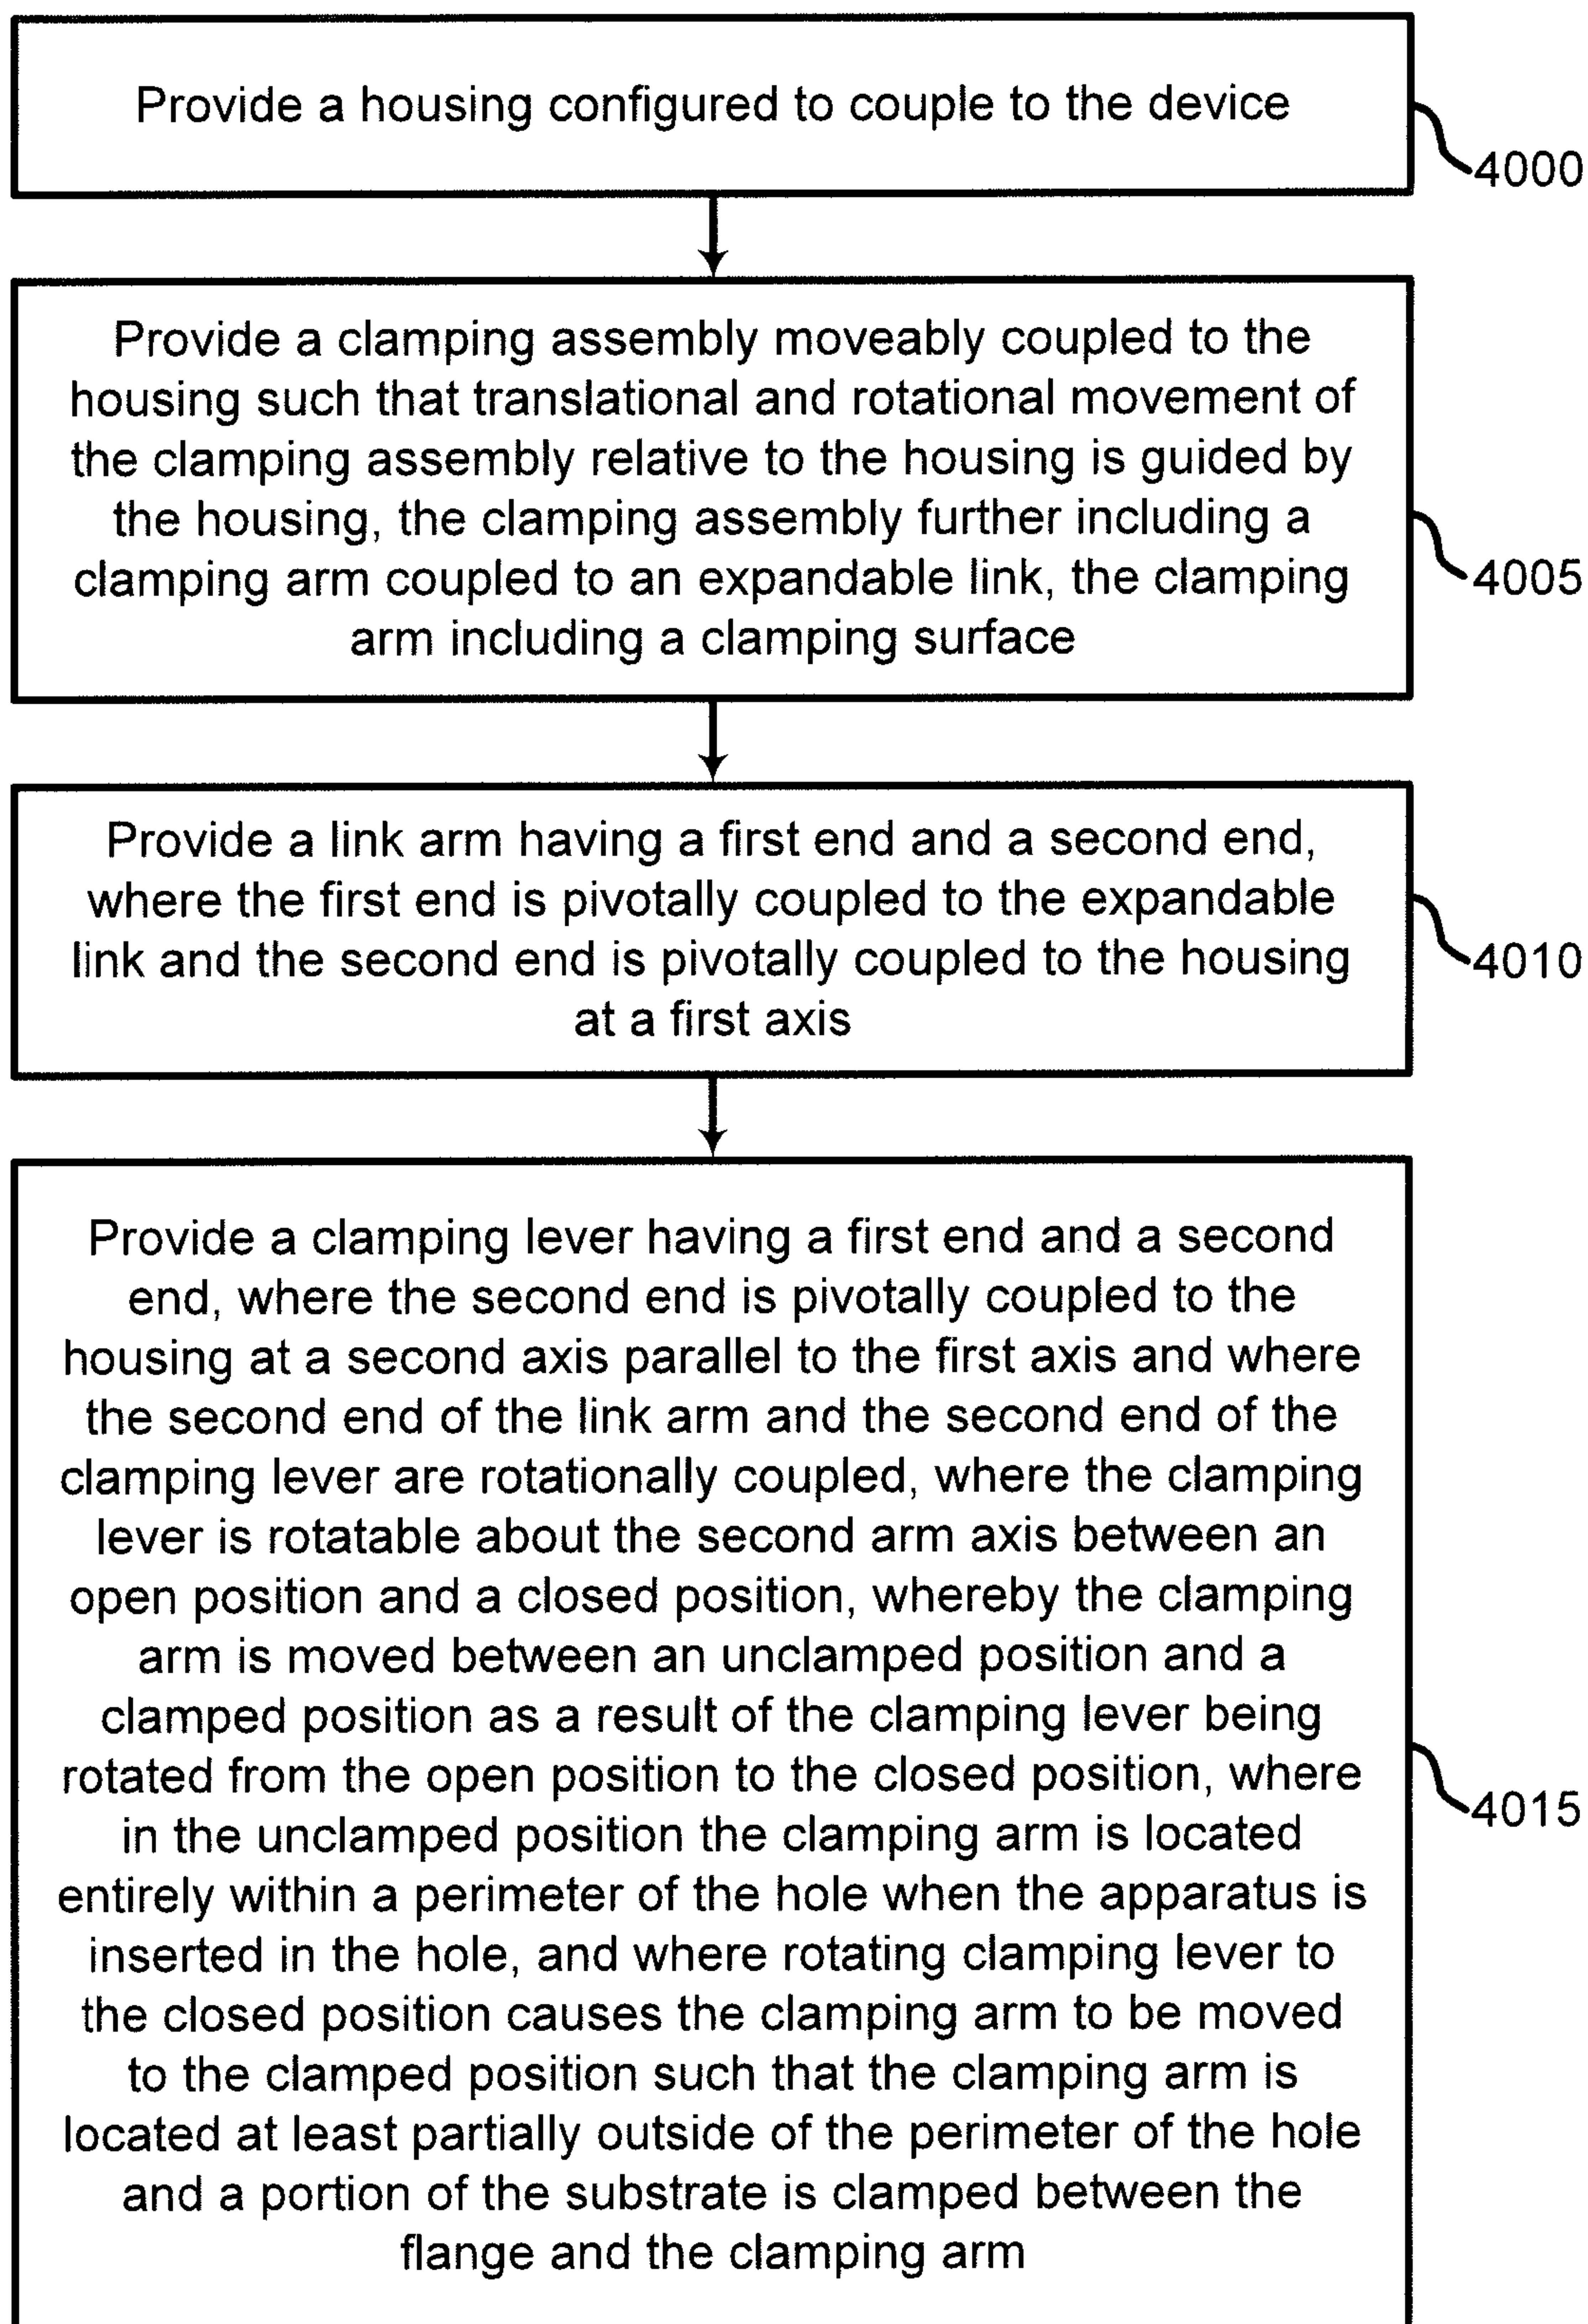 Provide a housing configured to couple to the device
4000
Provide a clamping assembly moveably coupled to the
housing such that translational and rotational movement of
the clamping assembly relative to the housing is guided by
the housing, the clamping assembly further including a
clamping arm coupled to an expandable link, the clamping
arm including a clamping surface
4005
Provide a link arm having a first end and a second end,
where the first end is pivotally coupled to the expandable
link and the second end is pivotally coupled to the housing
at a first axis
4010
Provide a clamping lever having a first end and a second
end, where the second end is pivotally coupled to the
housing at a second axis parallel to the first axis and where
the second end of the link arm and the second end of the
clamping lever are rotationally coupled, where the clamping
lever is rotatable about the second arm axis between an
open position and a closed position, whereby the clamping
arm is moved between an unclamped position and a
clamped position as a result of the clamping lever being
rotated from the open position to the closed position, where
in the unclamped position the clamping arm is located
entirely within a perimeter of the hole when the apparatus is
inserted in the hole, and where rotating clamping lever to
the closed position causes the clamping arm to be moved
to the clamped position such that the clamping arm is
located at least partially outside of the perimeter of the hole
and a portion of the substrate is clamped between the
flange and the clamping arm
4015